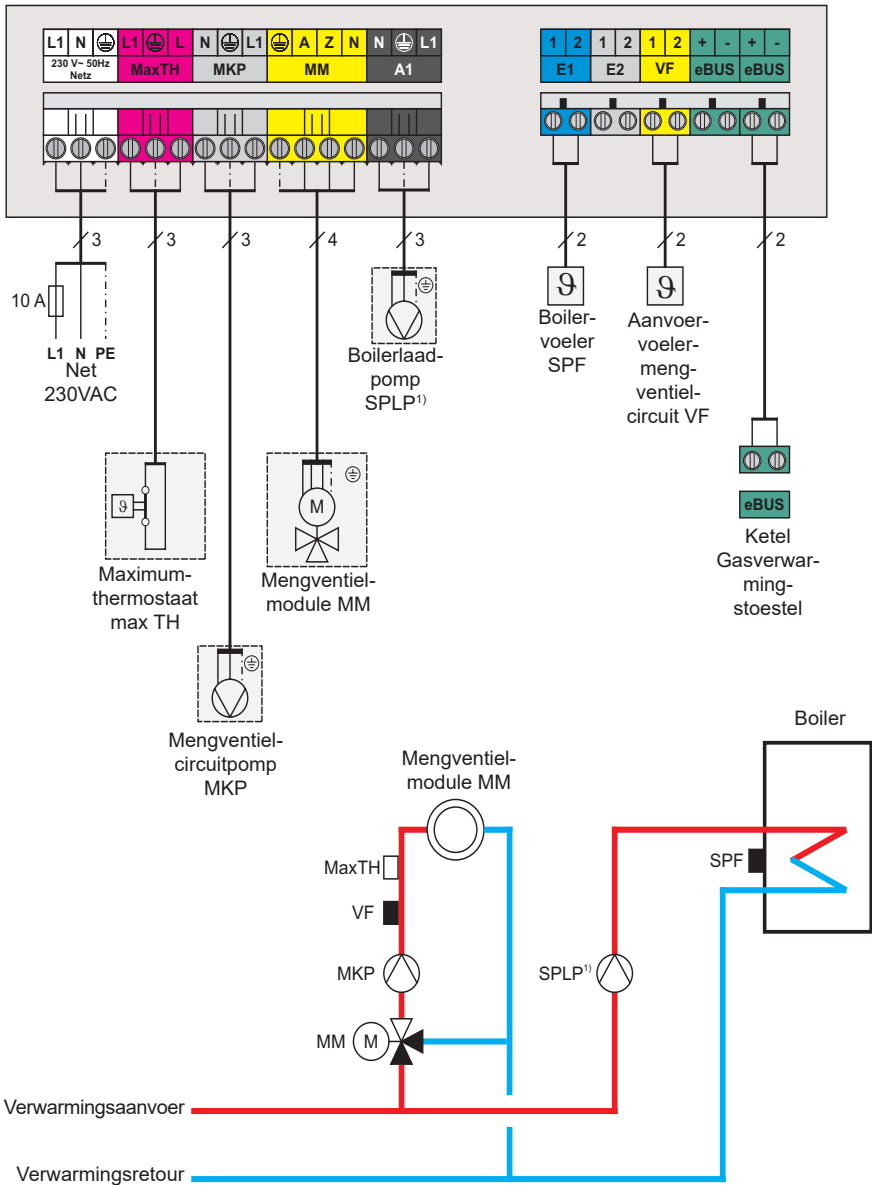 L1 N L1 L N L1 A Z N N L1 1 2 1 2 1 2 + - + -
230 V~ 50Hz
Netz
MaxTH MKP MM A1 E1 E2 VF eBUS eBUS
3 3 3 4 3 2 2 2
10 A
L1 N PE
Net
230VAC
Boilerlaad-
pomp
SPLP1)
ϑ
Boiler-
voeler
SPF
ϑ
Aanvoer-
voeler-
meng-
ventiel-
circuit VF
ϑ
Maximum-
thermostaat
max TH
M
Mengventiel-
module MM
eBUS
Ketel
Gasverwar-
ming-
stoestel
Mengventiel-
circuitpomp
MKP
Boiler
Mengventiel-
module MM
MaxTH
SPF
VF
MKP
SPLP1)
MM M
Verwarmingsaanvoer
Verwarmingsretour